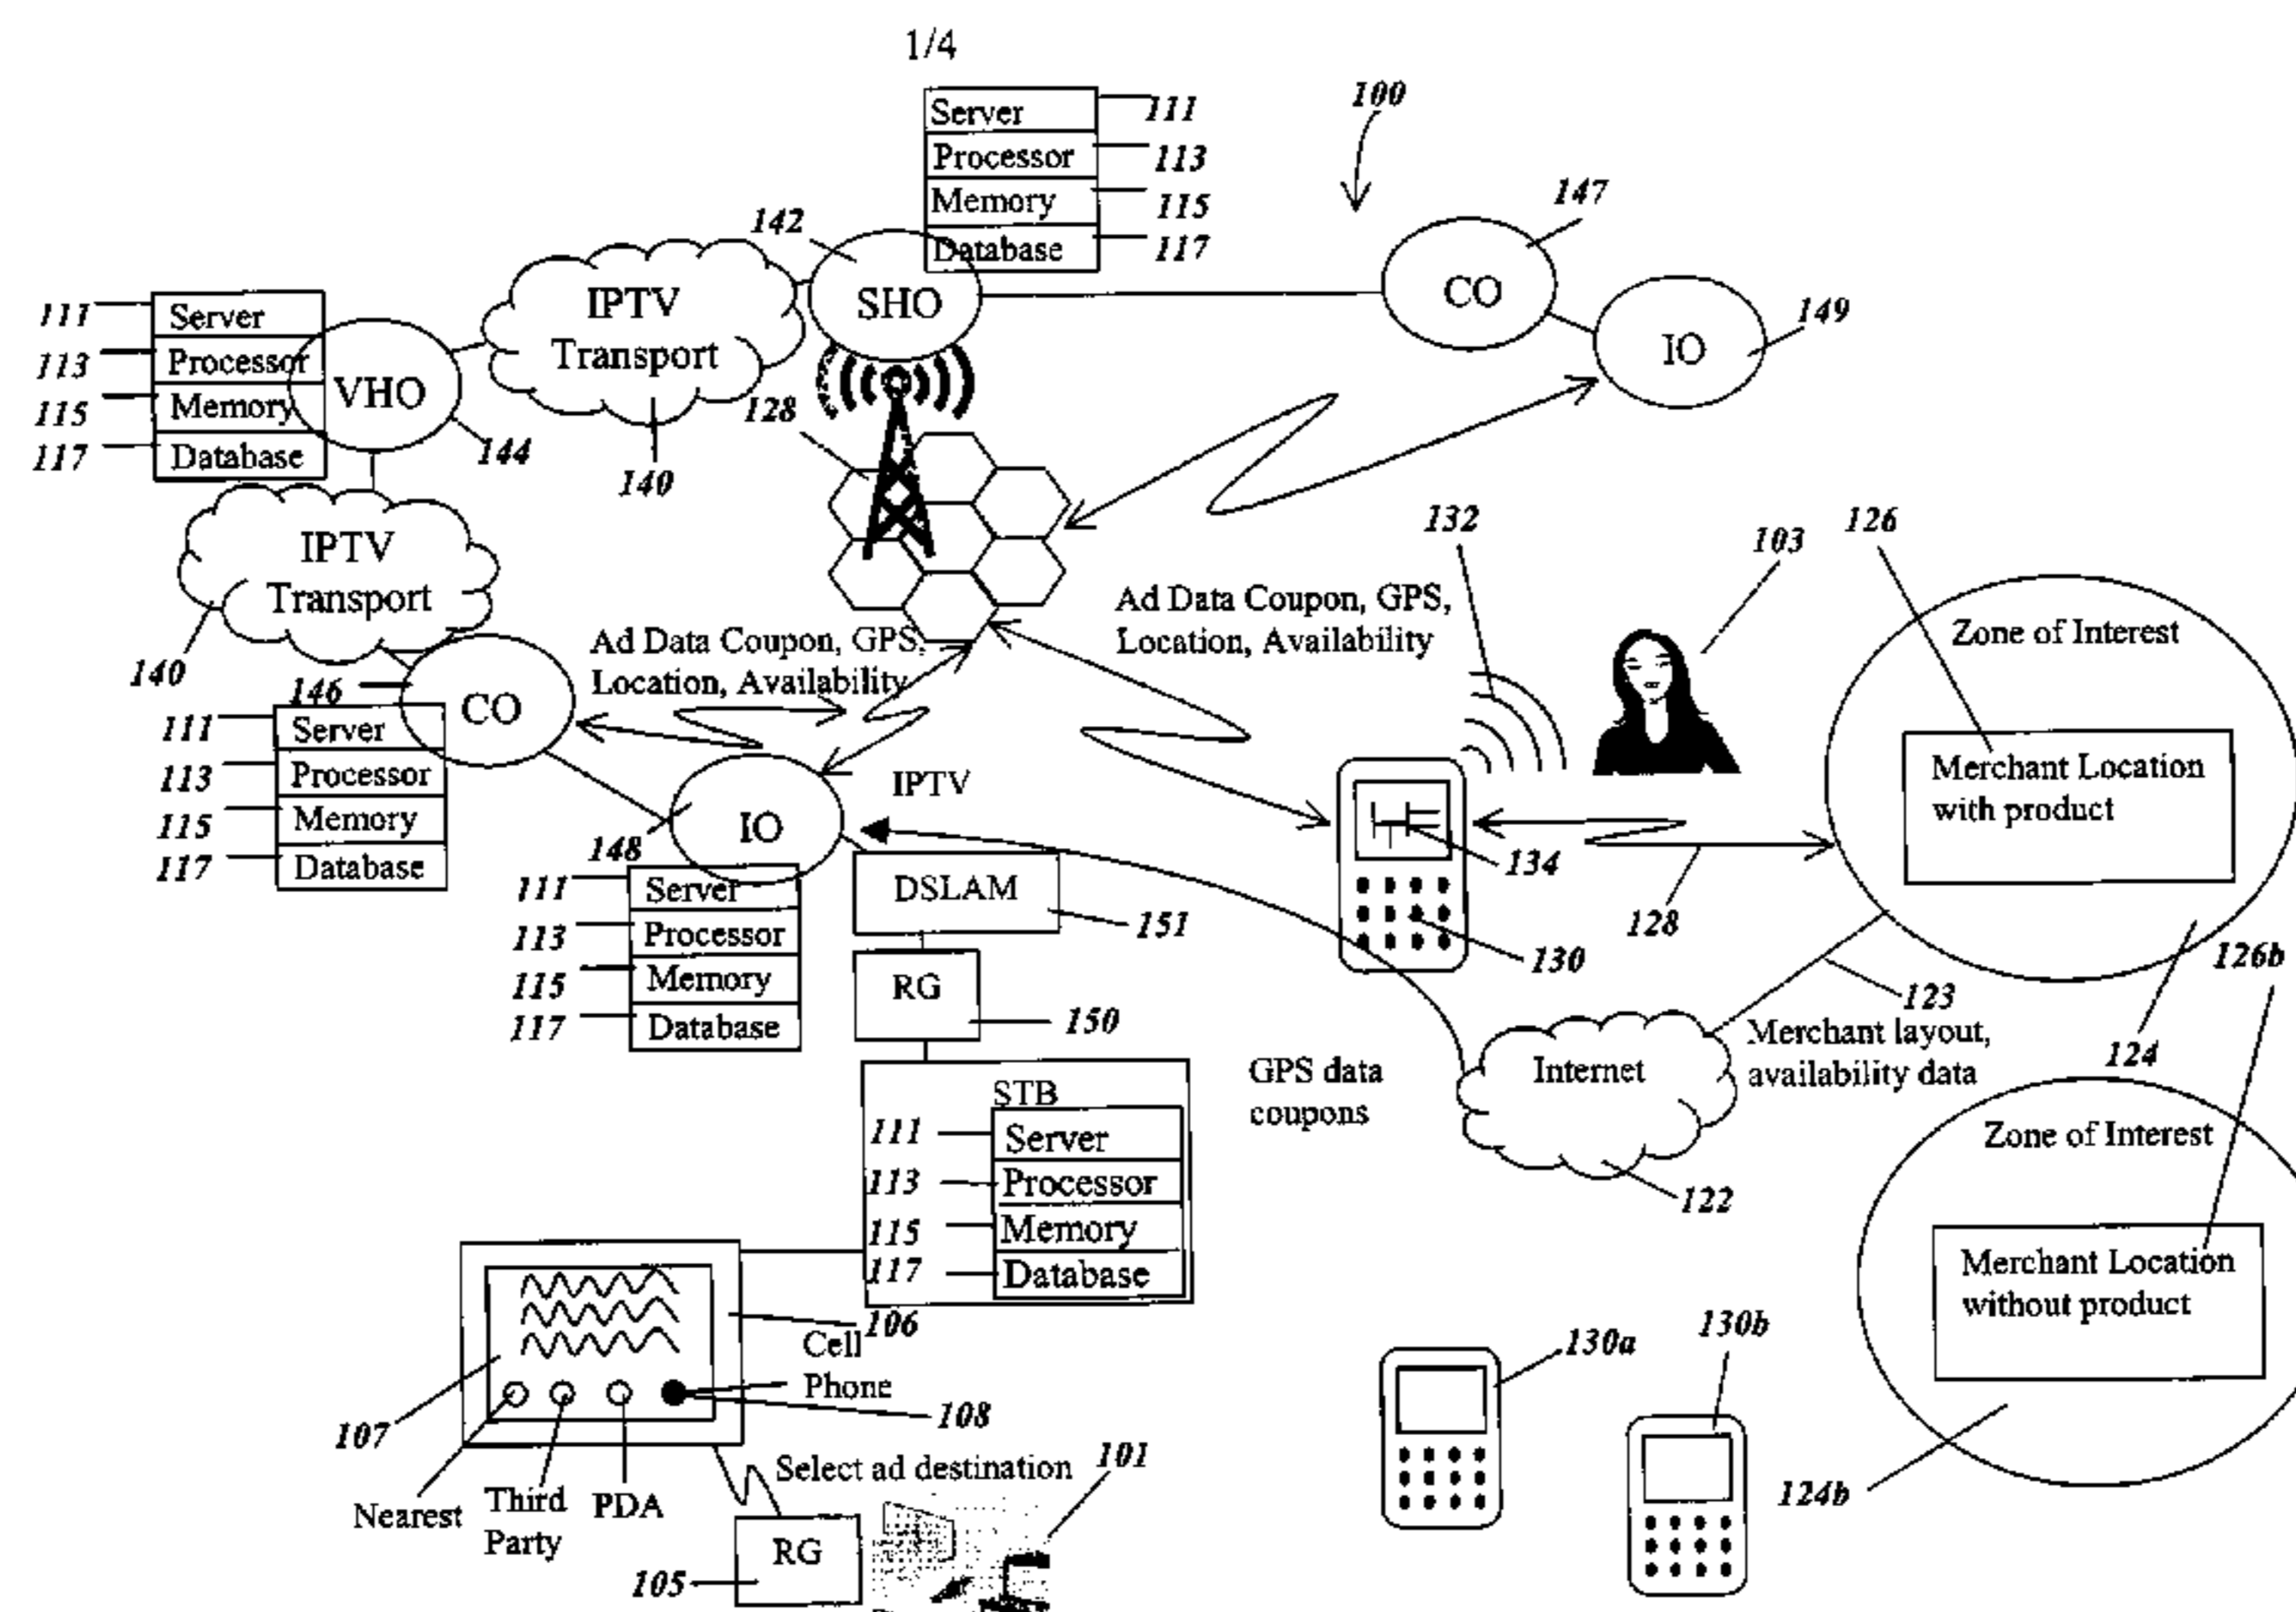 1/4
Server
111
Processor
113
Memory
115
Database
117
100
147
CO
149
IO
142
SHO
IPTV
Transport
140
111
Server
113
Processor
115
Memory
117
Database
VHO
144
128
IPTV
Transport
140
146
CO
111
Server
113
Processor
115
Memory
117
Database
Ad Data Coupon, GPS,
Location, Availability
Ad Data Coupon, GPS,
Location, Availability
132
103
126
Zone of Interest
Merchant Location
with product
IPTV
IO
148
111
Server
113
Processor
115
Memory
117
Database
DSLAM
151
RG
150
134
130
128
123
124
126b
Merchant layout,
availability data
GPS data
coupons
Internet
122
STB
111
Server
113
Processor
115
Memory
117
Database
Zone of Interest
Merchant Location
without product
124b
130a
130b
106
Cell
Phone
108
107
Nearest
Third
Party
PDA
Select ad destination
101
RG
105